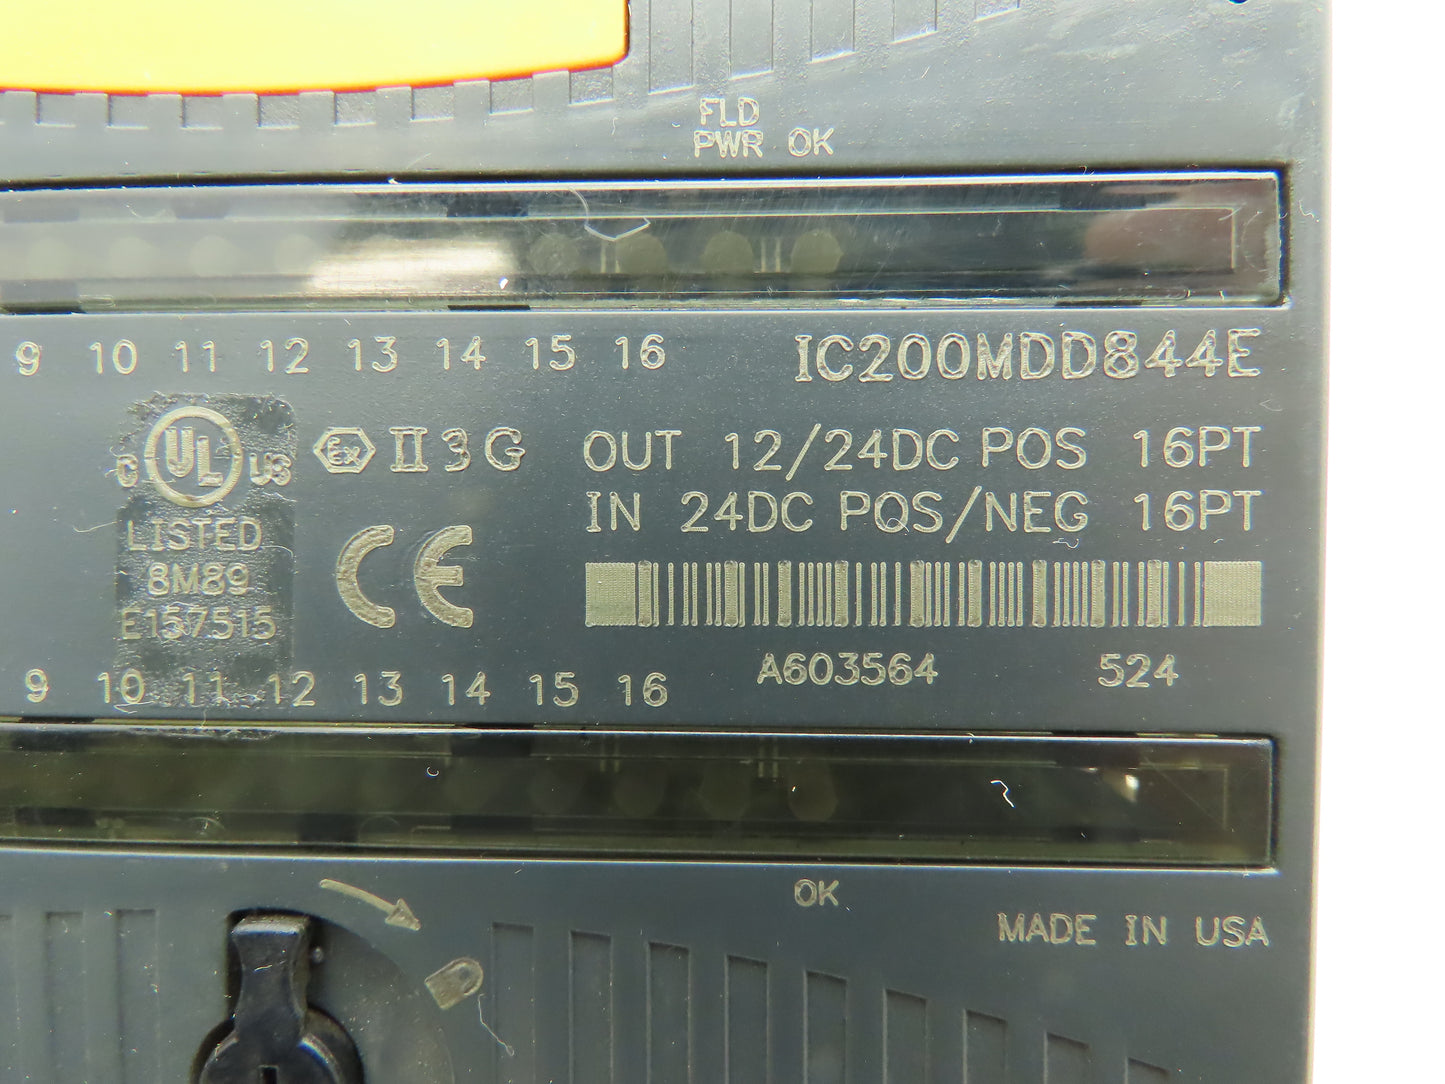 FLD
PWR OK
9 10 11 12 13 14 15 16
IC200MDD844E
C UL US
Ex II 3 G
LISTED
8M89
E157515
CE
OUT 12/24DC POS 16PT
IN 24DC POS/NEG 16PT
A603564 524
9 10 11 12 13 14 15 16
OK
MADE IN USA